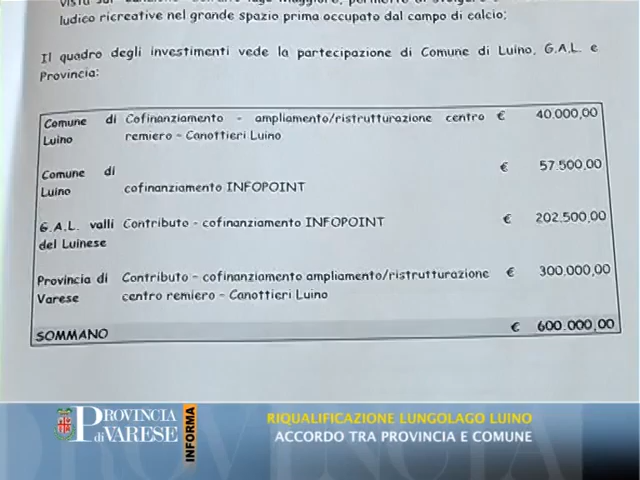 ludico ricreative nel grande spazio prima occupato dal campo di calcio;
Il quadro degli investimenti vede la partecipazione di Comune di Luino, G.A.L. e
Provincia:
Comune di Cofinanziamento - ampliamento/ristrutturazione centro € 40.000,00
Luino remiero – Canottieri Luino
Comune di € 57.500,00
Luino cofinanziamento INFOPOINT
G.A.L. valli Contributo - cofinanziamento INFOPOINT € 202.500,00
del Luinese
Provincia di Contributo - cofinanziamento ampliamento/ristrutturazione € 300.000,00
Varese centro remiero – Canottieri Luino
SOMMANO € 600.000,00
PROVINCIA
di VARESE
INFORMA
RIQUALIFICAZIONE LUNGOLAGO LUINO
ACCORDO TRA PROVINCIA E COMUNE